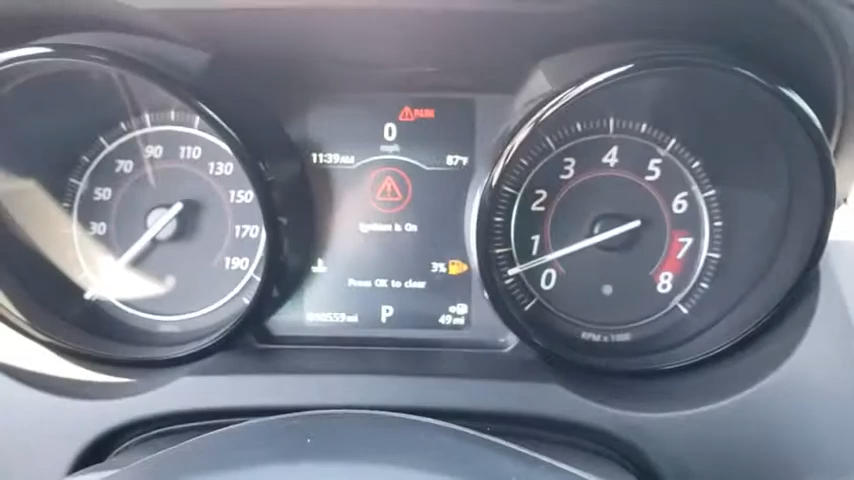 PARK
0
mph
11:39AM
87°F
Ignition is On
3%
Press OK to clear
P
49 mi
30
50
70
90
110
130
150
170
190
0
1
2
3
4
5
6
7
8
RPM x 1000